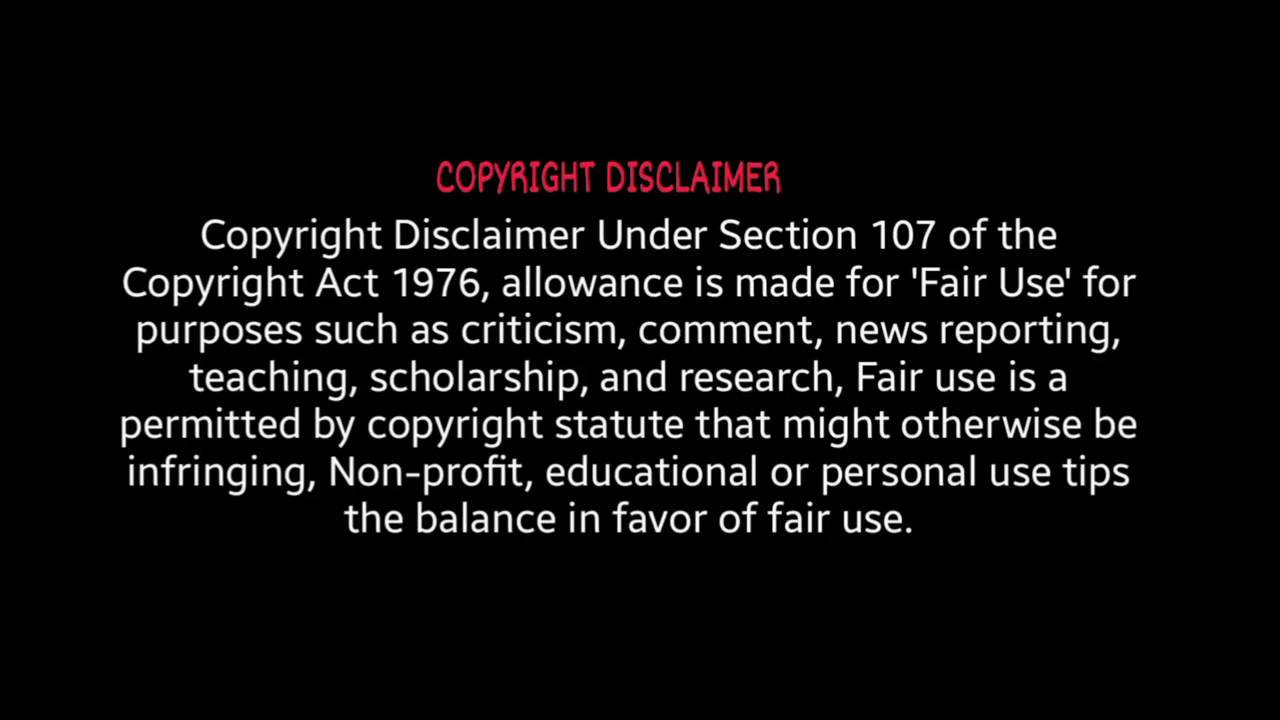 COPYRIGHT DISCLAIMER
Copyright Disclaimer Under Section 107 of the
Copyright Act 1976, allowance is made for 'Fair Use' for
purposes such as criticism, comment, news reporting,
teaching, scholarship, and research, Fair use is a
permitted by copyright statute that might otherwise be
infringing, Non-profit, educational or personal use tips
the balance in favor of fair use.